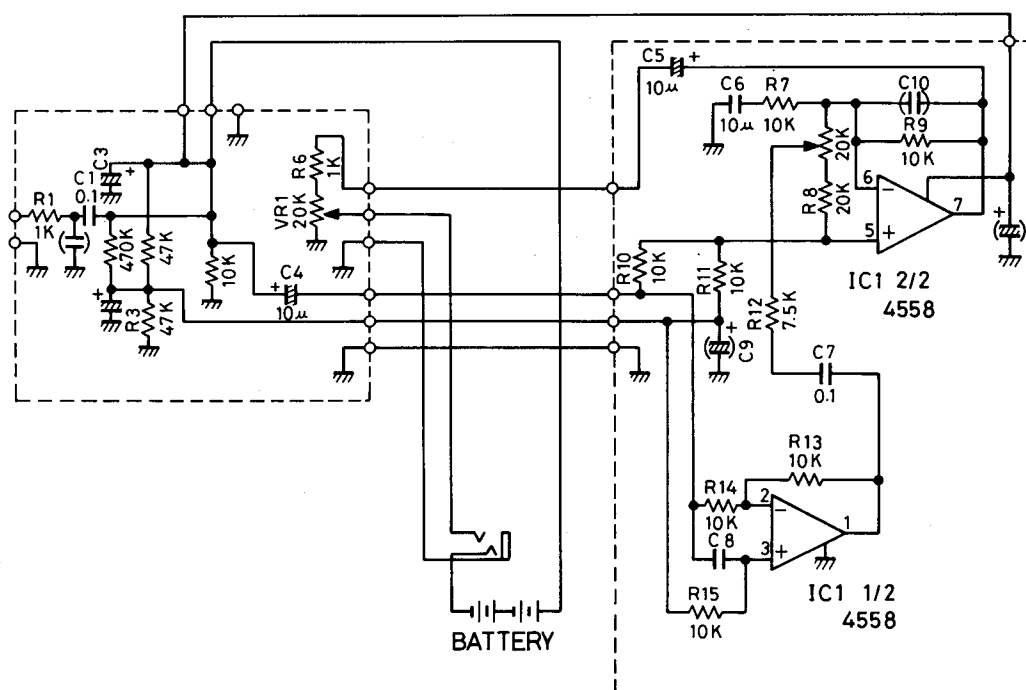 C5
+
10μ
C6
10μ
R7
10K
(C10)
R9
10K
20K
R8
20K
6
−
7
5
+
IC1 2/2
4558
+
C3
+
R1
1K
C1
0.1
470K
47K
10K
+
R3
47K
R6
1K
VR1
20K
+
C4
10μ
R10
10K
R11
10K
+
C9
R12
7.5K
C7
0.1
R13
10K
R14
10K
2
−
1
C8
3
+
R15
10K
IC1 1/2
4558
BATTERY